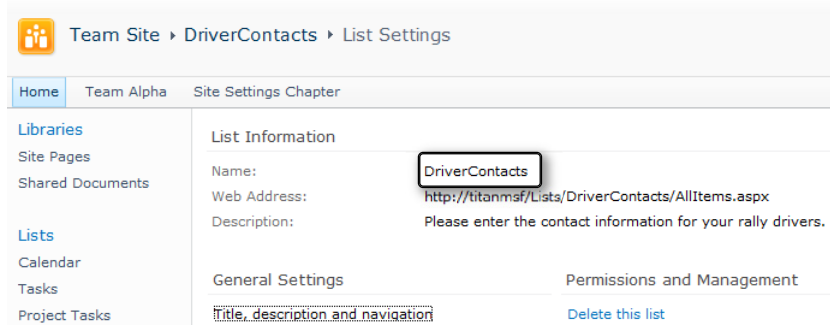 Team Site ▸ DriverContacts ▸ List Settings
Home Team Alpha Site Settings Chapter
Libraries
Site Pages
Shared Documents
Lists
Calendar
Tasks
Project Tasks
List Information
Name: DriverContacts
Web Address: http://titanmsf/Lists/DriverContacts/AllItems.aspx
Description: Please enter the contact information for your rally drivers.
General Settings
Title, description and navigation
Permissions and Management
Delete this list